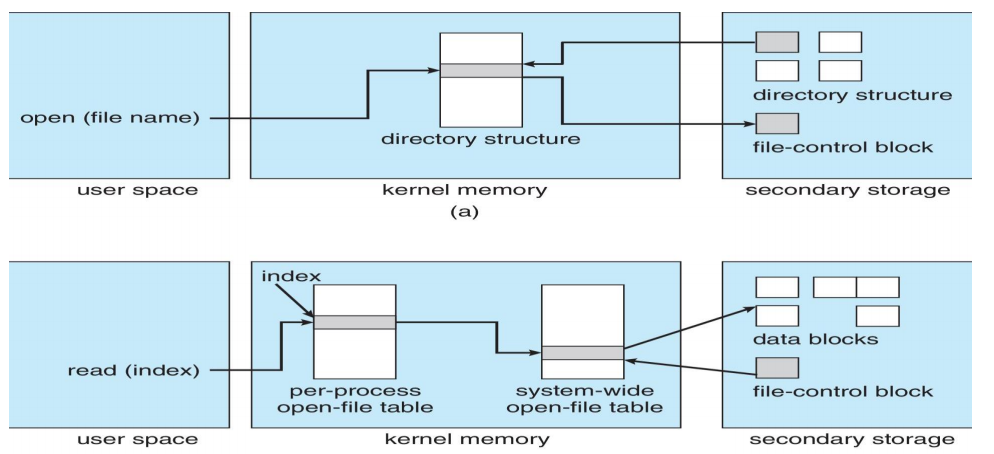 open (file name)
directory structure
directory structure
file-control block
user space
kernel memory
secondary storage
(a)
index
read (index)
per-process
open-file table
system-wide
open-file table
data blocks
file-control block
user space
kernel memory
secondary storage